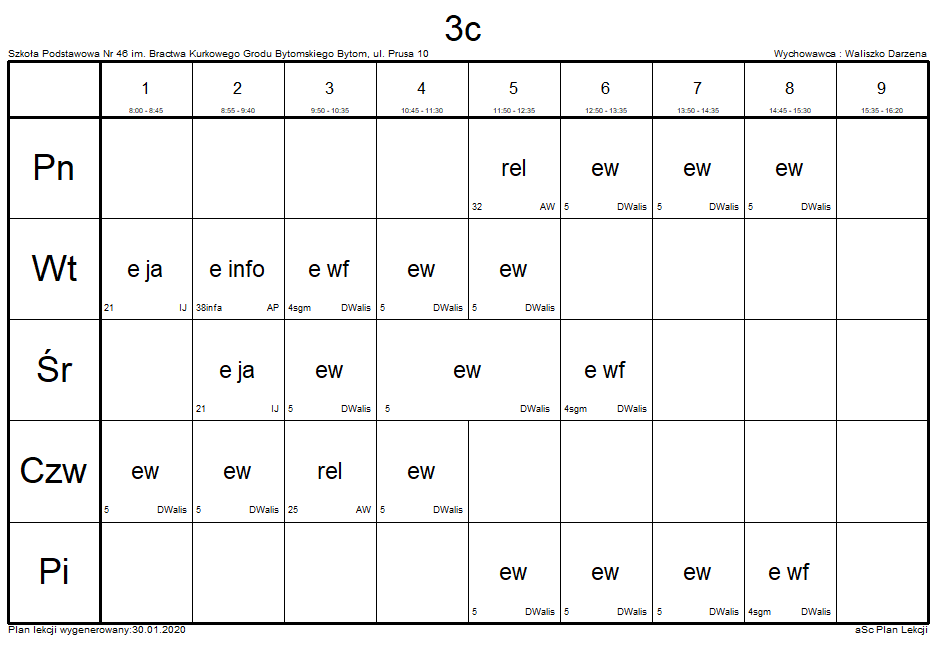 3c
Szkoła Podstawowa Nr 46 im. Bractwa Kurkowego Grodu Bytomskiego Bytom, ul. Prusa 10 Wychowawca : Waliszko Darzena
1 2 3 4 5 6 7 8 9
8:00 - 8:45 8:55 - 9:40 9:50 - 10:35 10:45 - 11:30 11:50 - 12:35 12:50 - 13:35 13:50 - 14:35 14:45 - 15:30 15:35 - 16:20
Pn rel ew ew ew
32 AW 5 DWalis 5 DWalis 5 DWalis
Wt e ja e info e wf ew ew
21 IJ 38infa AP 4sgm DWalis 5 DWalis 5 DWalis
Śr e ja ew ew e wf
21 IJ 5 DWalis 5 DWalis 4sgm DWalis
Czw ew ew rel ew
5 DWalis 5 DWalis 25 AW 5 DWalis
Pi ew ew ew e wf
5 DWalis 5 DWalis 5 DWalis 4sgm DWalis
Plan lekcji wygenerowany:30.01.2020 aSc Plan Lekcji